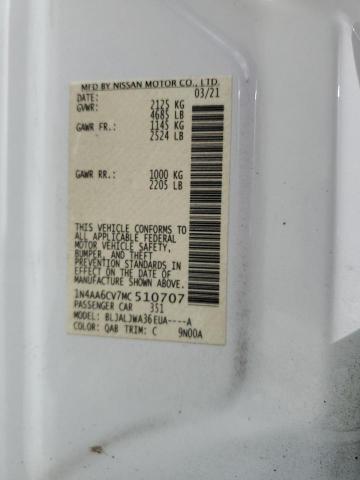 MFD BY NISSAN MOTOR CO., LTD.
DATE: 03/21
GVWR: 2125 KG
4685 LB
GAWR FR.: 1145 KG
2524 LB
GAWR RR.: 1000 KG
2205 LB
THIS VEHICLE CONFORMS TO
ALL APPLICABLE FEDERAL
MOTOR VEHICLE SAFETY,
BUMPER, AND THEFT
PREVENTION STANDARDS IN
EFFECT ON THE DATE OF
MANUFACTURE SHOWN ABOVE.
1N4AA6CV7MC510707
PASSENGER CAR 351
MODEL: BLJALJWA36EUA----A
COLOR: QAB TRIM: C 9N00A